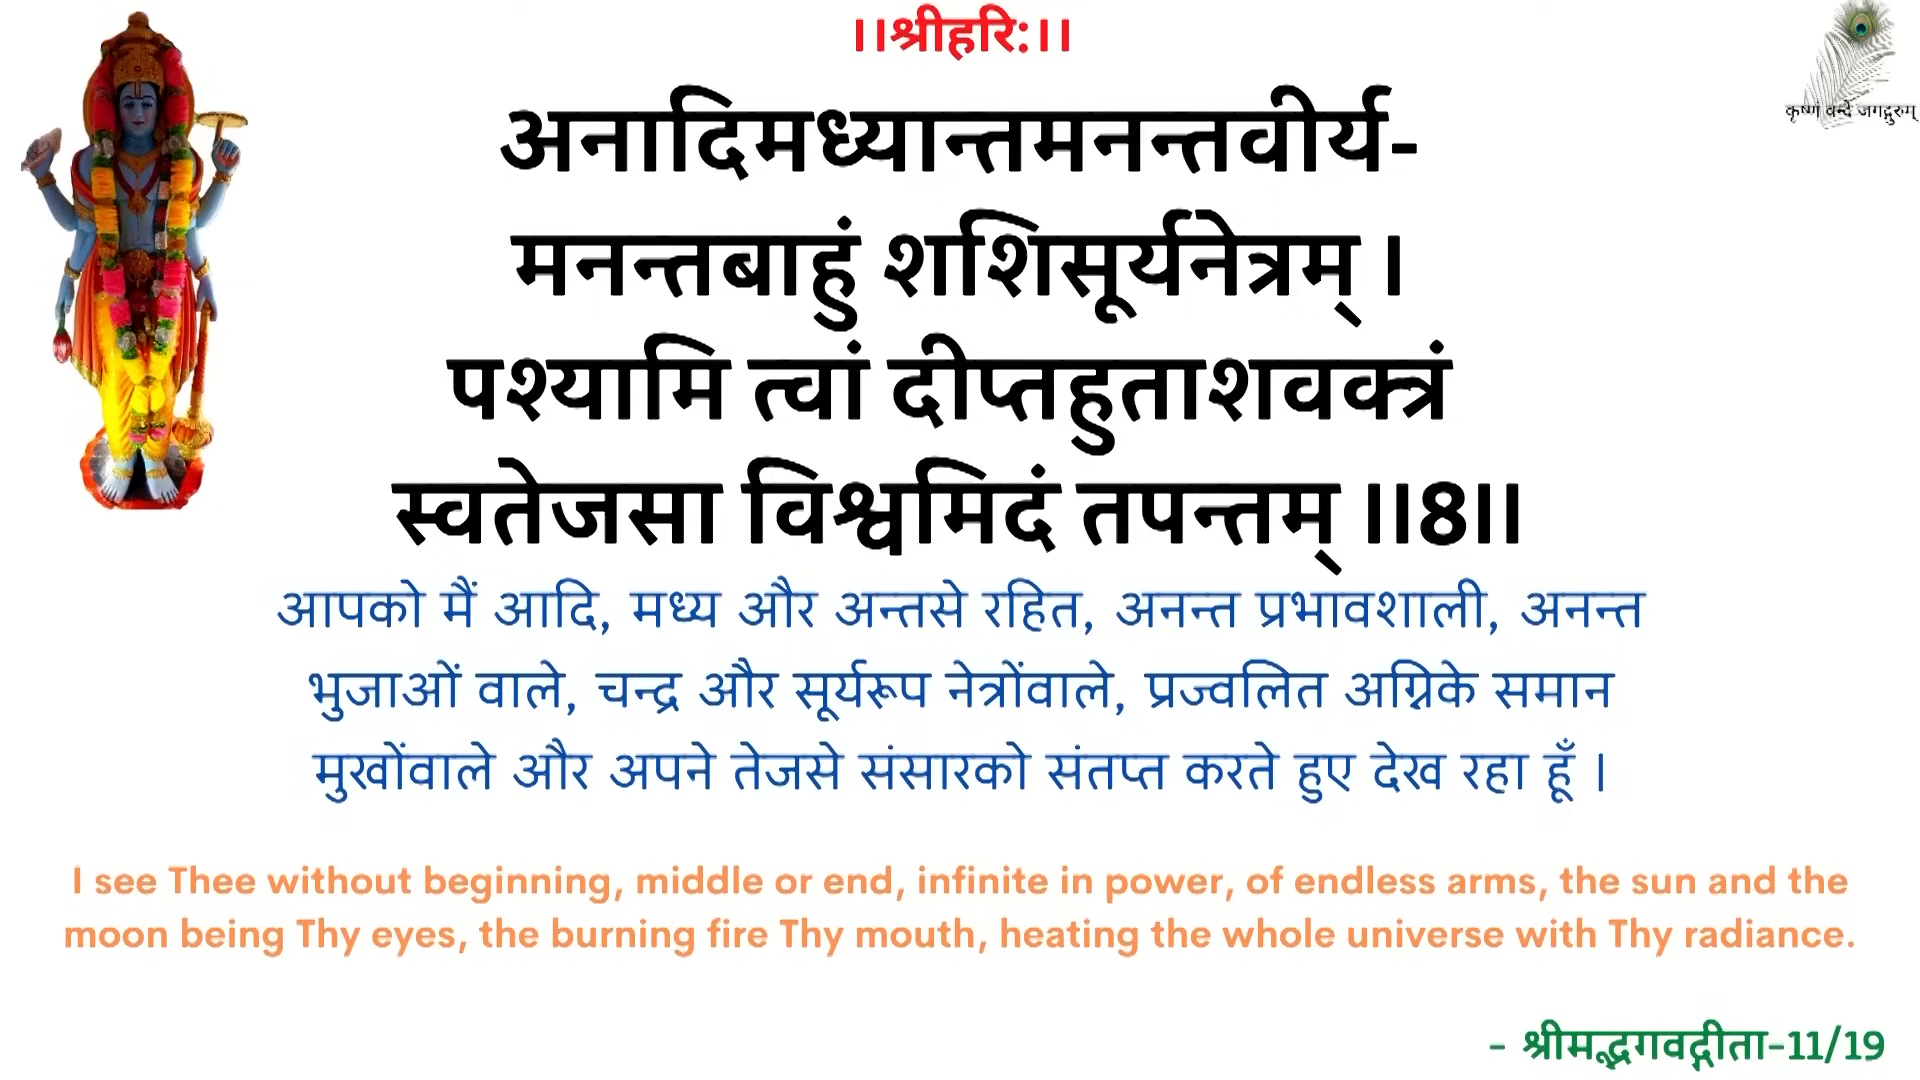 ।।श्रीहरि:।।
कृष्णं वन्दे जगद्गुरुम्
अनादिमध्यान्तमनन्तवीर्य-
मनन्तबाहुं शशिसूर्यनेत्रम् ।
पश्यामि त्वां दीप्तहुताशवक्त्रं
स्वतेजसा विश्वमिदं तपन्तम् ।।8।।
आपको मैं आदि, मध्य और अन्तसे रहित, अनन्त प्रभावशाली, अनन्त
भुजाओं वाले, चन्द्र और सूर्यरूप नेत्रोंवाले, प्रज्वलित अग्निके समान
मुखोंवाले और अपने तेजसे संसारको संतप्त करते हुए देख रहा हूँ ।
I see Thee without beginning, middle or end, infinite in power, of endless arms, the sun and the
moon being Thy eyes, the burning fire Thy mouth, heating the whole universe with Thy radiance.
- श्रीमद्भगवद्गीता-11/19